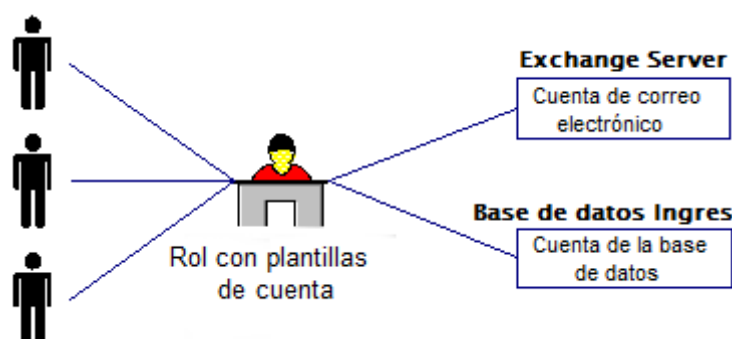 Exchange Server
Cuenta de correo
electrónico
Rol con plantillas
de cuenta
Base de datos Ingres
Cuenta de la base
de datos